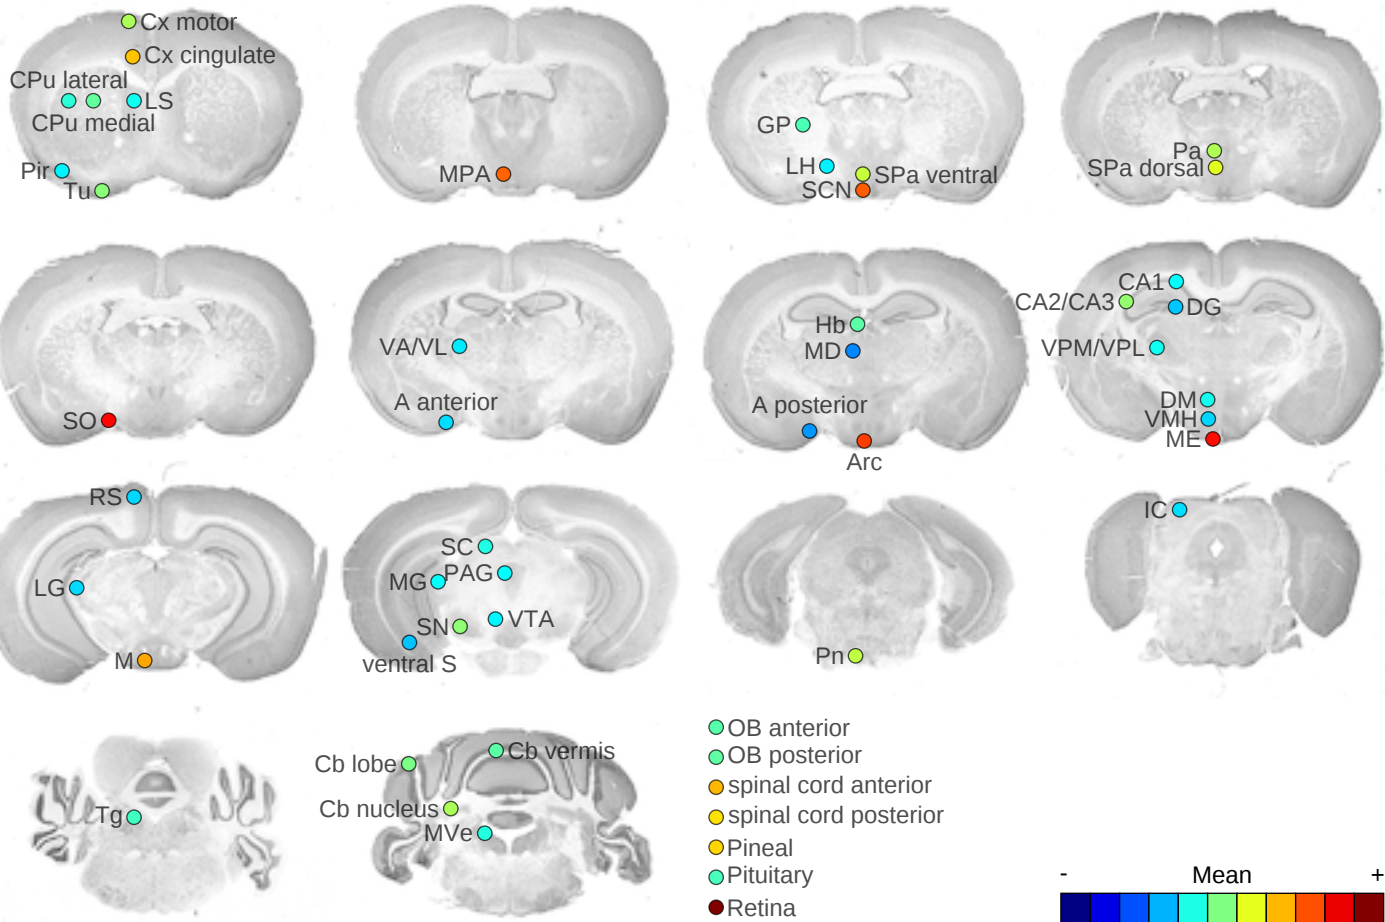 Cx motor
Cx cingulate
CPu lateral
LS
CPu medial
Pir
Tu
MPA
GP
LH
SPa ventral
SCN
Pa
SPa dorsal
SO
VA/VL
A anterior
Hb
MD
A posterior
Arc
CA1
CA2/CA3
DG
VPM/VPL
DM
VMH
ME
RS
LG
M
SC
MG
PAG
SN
VTA
ventral S
Pn
IC
Tg
Cb lobe
Cb vermis
Cb nucleus
MVe
OB anterior
OB posterior
spinal cord anterior
spinal cord posterior
Pineal
Pituitary
Retina
- Mean +